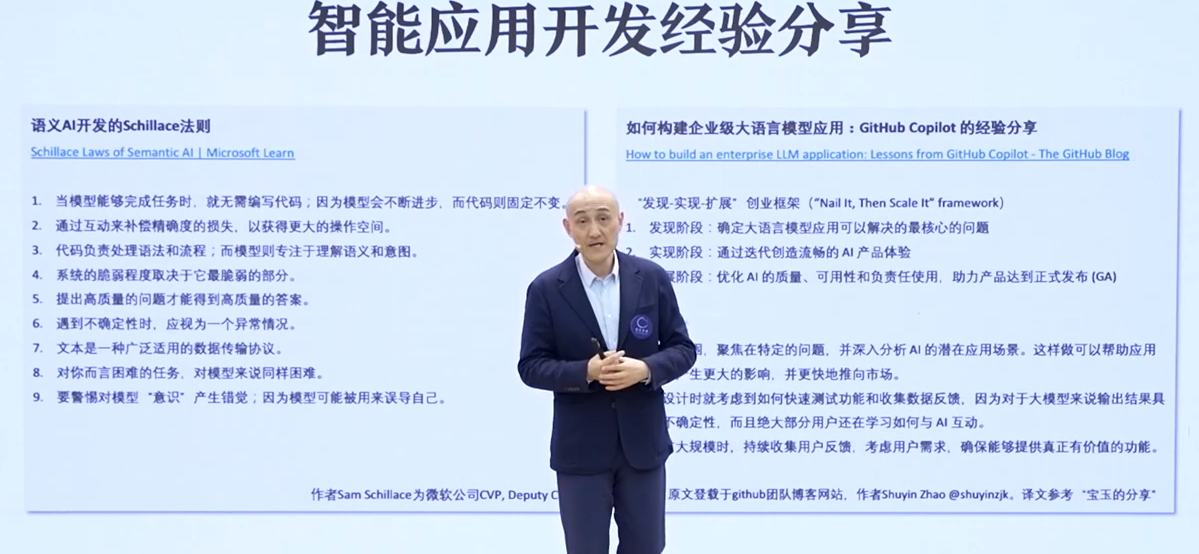 智能应用开发经验分享
语义AI开发的Schillace法则
Schillace Laws of Semantic AI | Microsoft Learn
1. 当模型能够完成任务时，就无需编写代码；因为模型会不断进步，而代码则固定不变。
2. 通过互动来补偿精确度的损失，以获得更大的操作空间。
3. 代码负责处理语法和流程；而模型则专注于理解语义和意图。
4. 系统的脆弱程度取决于它最脆弱的部分。
5. 提出高质量的问题才能得到高质量的答案。
6. 遇到不确定性时，应视为一个异常情况。
7. 文本是一种广泛适用的数据传输协议。
8. 对你而言困难的任务，对模型来说同样困难。
9. 要警惕对模型“意识”产生错觉；因为模型可能被用来误导自己。
作者Sam Schillace为微软公司CVP, Deputy
如何构建企业级大语言模型应用：GitHub Copilot 的经验分享
How to build an enterprise LLM application: Lessons from GitHub Copilot - The GitHub Blog
“发现-实现-扩展”创业框架（“Nail It, Then Scale It” framework）
1. 发现阶段：确定大语言模型应用可以解决的最核心的问题
2. 实现阶段：通过迭代创造流畅的 AI 产品体验
展阶段：优化 AI 的质量、可用性和负责任使用，助力产品达到正式发布 (GA)
，聚焦在特定的问题，并深入分析 AI 的潜在应用场景。这样做可以帮助应用
生更大的影响，并更快地推向市场。
设计时就考虑到如何快速测试功能和收集数据反馈，因为对于大模型来说输出结果具
不确定性，而且绝大部分用户还在学习如何与 AI 互动。
大规模时，持续收集用户反馈，考虑用户需求，确保能够提供真正有价值的功能。
原文登载于github团队博客网站，作者Shuyin Zhao @shuyinzjk。译文参考“宝玉的分享”